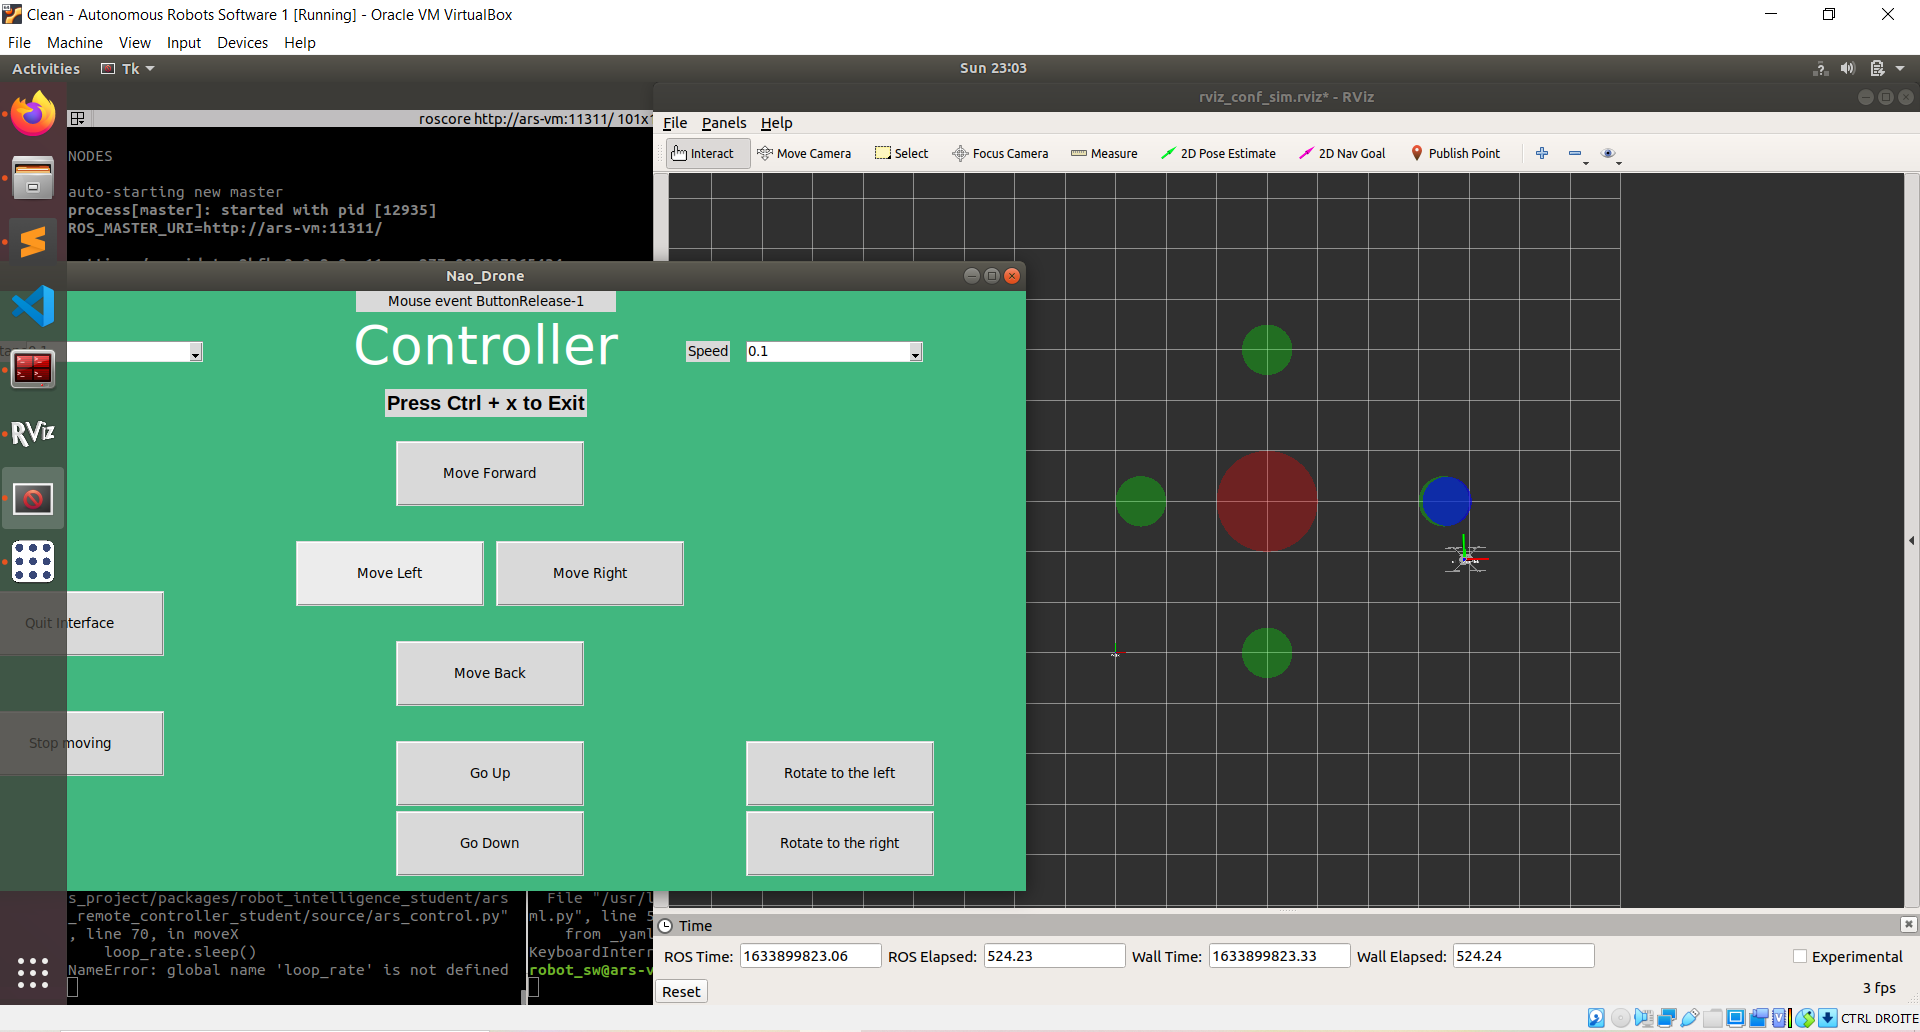 Clean - Autonomous Robots Software 1 [Running] - Oracle VM VirtualBox
File Machine View Input Devices Help
Activities Tk Sun 23:03
roscore http://ars-vm:11311/ 101x1
NODES
auto-starting new master
process[master]: started with pid [12935]
ROS_MASTER_URI=http://ars-vm:11311/
rviz_conf_sim.rviz* - RViz
File Panels Help
Interact Move Camera Select Focus Camera Measure 2D Pose Estimate 2D Nav Goal Publish Point
Nao_Drone
Mouse event ButtonRelease-1
Controller
Speed 0.1
Press Ctrl + x to Exit
Move Forward
Move Left Move Right
Quit Interface
Move Back
Stop moving
Go Up Rotate to the left
Go Down Rotate to the right
RViz
s_project/packages/robot_intelligence_student/ars
_remote_controller_student/source/ars_control.py"
, line 70, in moveX
loop_rate.sleep()
NameError: global name 'loop_rate' is not defined
File "/usr/l
ml.py", line 5
from _yaml
KeyboardInterr
robot_sw@ars-v
Time
ROS Time: 1633899823.06 ROS Elapsed: 524.23 Wall Time: 1633899823.33 Wall Elapsed: 524.24 Experimental
Reset 3 fps
CTRL DROITE